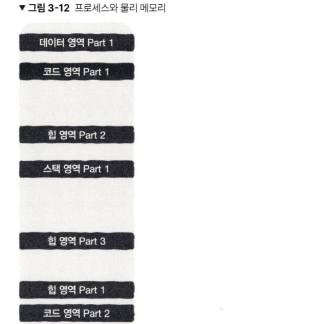 ▼ 그림 3-12 프로세스와 물리 메모리
데이터 영역 Part 1
코드 영역 Part 1
힙 영역 Part 2
스택 영역 Part 1
힙 영역 Part 3
힙 영역 Part 1
코드 영역 Part 2